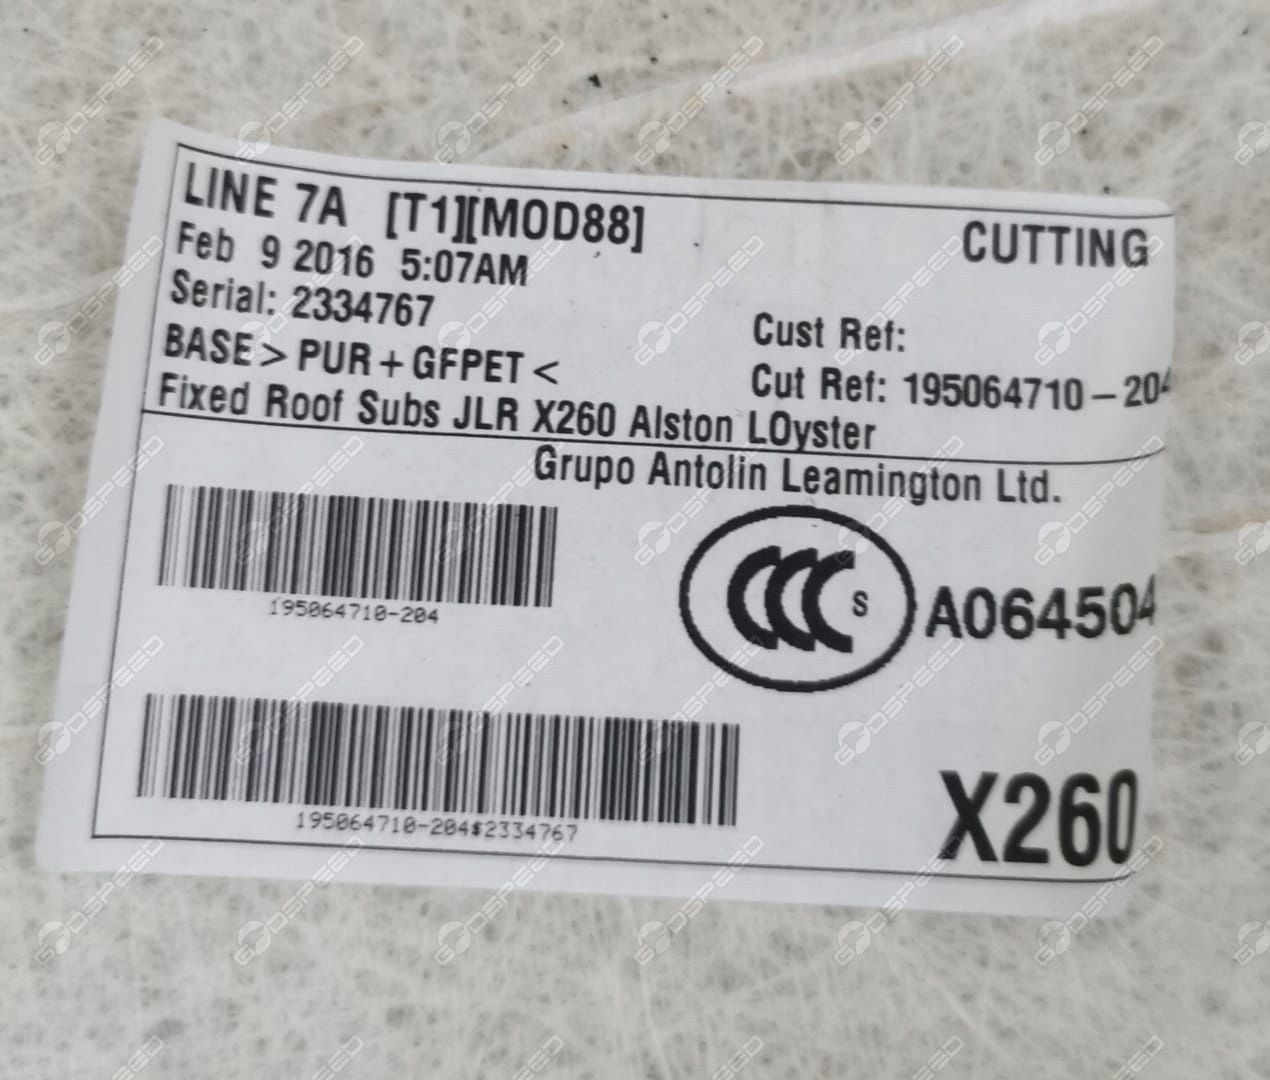 LINE 7A [T1][MOD88]
CUTTING
Feb 9 2016 5:07AM
Serial: 2334767
Cust Ref:
BASE > PUR + GFPET <
Cut Ref: 195064710-204
Fixed Roof Subs JLR X260 Alston LOyster
Grupo Antolin Leamington Ltd.
195064710-204
CCC S A064504
195064710-204$2334767
X260
GODSPEED